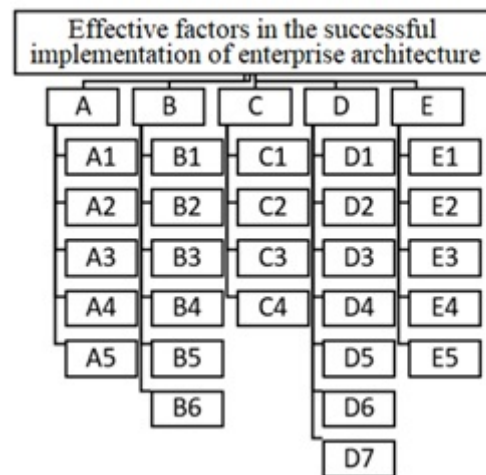 Effective factors in the successful
implementation of enterprise architecture
A B C D E
A1 B1 C1 D1 E1
A2 B2 C2 D2 E2
A3 B3 C3 D3 E3
A4 B4 C4 D4 E4
A5 B5 D5 E5
B6 D6
D7